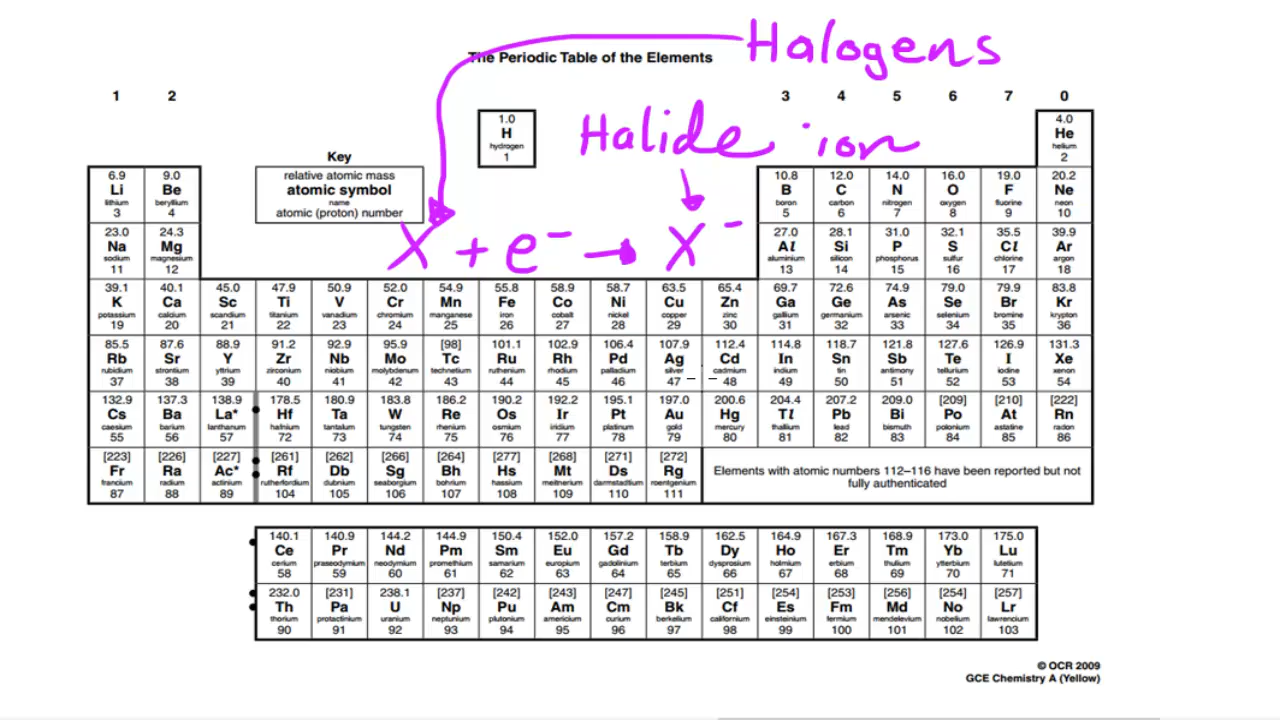 Halogens
The Periodic Table of the Elements
1 2 3 4 5 6 7 0
Halide ion
1.0 4.0
H He
hydrogen helium
1 2
Key
6.9 9.0 relative atomic mass 10.8 12.0 14.0 16.0 19.0 20.2
Li Be atomic symbol B C N O F Ne
lithium beryllium name boron carbon nitrogen oxygen fluorine neon
3 4 atomic (proton) number 5 6 7 8 9 10
X + e⁻ → X⁻
23.0 24.3 27.0 28.1 31.0 32.1 35.5 39.9
Na Mg Al Si P S Cl Ar
sodium magnesium aluminium silicon phosphorus sulfur chlorine argon
11 12 13 14 15 16 17 18
39.1 40.1 45.0 47.9 50.9 52.0 54.9 55.8 58.9 58.7 63.5 65.4 69.7 72.6 74.9 79.0 79.9 83.8
K Ca Sc Ti V Cr Mn Fe Co Ni Cu Zn Ga Ge As Se Br Kr
potassium calcium scandium titanium vanadium chromium manganese iron cobalt nickel copper zinc gallium germanium arsenic selenium bromine krypton
19 20 21 22 23 24 25 26 27 28 29 30 31 32 33 34 35 36
85.5 87.6 88.9 91.2 92.9 95.9 [98] 101.1 102.9 106.4 107.9 112.4 114.8 118.7 121.8 127.6 126.9 131.3
Rb Sr Y Zr Nb Mo Tc Ru Rh Pd Ag Cd In Sn Sb Te I Xe
rubidium strontium yttrium zirconium niobium molybdenum technetium ruthenium rhodium palladium silver cadmium indium tin antimony tellurium iodine xenon
37 38 39 40 41 42 43 44 45 46 47 48 49 50 51 52 53 54
132.9 137.3 138.9 178.5 180.9 183.8 186.2 190.2 192.2 195.1 197.0 200.6 204.4 207.2 209.0 [209] [210] [222]
Cs Ba La* Hf Ta W Re Os Ir Pt Au Hg Tl Pb Bi Po At Rn
caesium barium lanthanum hafnium tantalum tungsten rhenium osmium iridium platinum gold mercury thallium lead bismuth polonium astatine radon
55 56 57 72 73 74 75 76 77 78 79 80 81 82 83 84 85 86
[223] [226] [227] [261] [262] [266] [264] [277] [268] [271] [272]
Fr Ra Ac* Rf Db Sg Bh Hs Mt Ds Rg
francium radium actinium rutherfordium dubnium seaborgium bohrium hassium meitnerium darmstadtium roentgenium
87 88 89 104 105 106 107 108 109 110 111
Elements with atomic numbers 112–116 have been reported but not
fully authenticated
140.1 140.9 144.2 144.9 150.4 152.0 157.2 158.9 162.5 164.9 167.3 168.9 173.0 175.0
Ce Pr Nd Pm Sm Eu Gd Tb Dy Ho Er Tm Yb Lu
cerium praseodymium neodymium promethium samarium europium gadolinium terbium dysprosium holmium erbium thulium ytterbium lutetium
58 59 60 61 62 63 64 65 66 67 68 69 70 71
232.0 [231] 238.1 [237] [242] [243] [247] [245] [251] [254] [253] [256] [254] [257]
Th Pa U Np Pu Am Cm Bk Cf Es Fm Md No Lr
thorium protactinium uranium neptunium plutonium americium curium berkelium californium einsteinium fermium mendelevium nobelium lawrencium
90 91 92 93 94 95 96 97 98 99 100 101 102 103
© OCR 2009
GCE Chemistry A (Yellow)